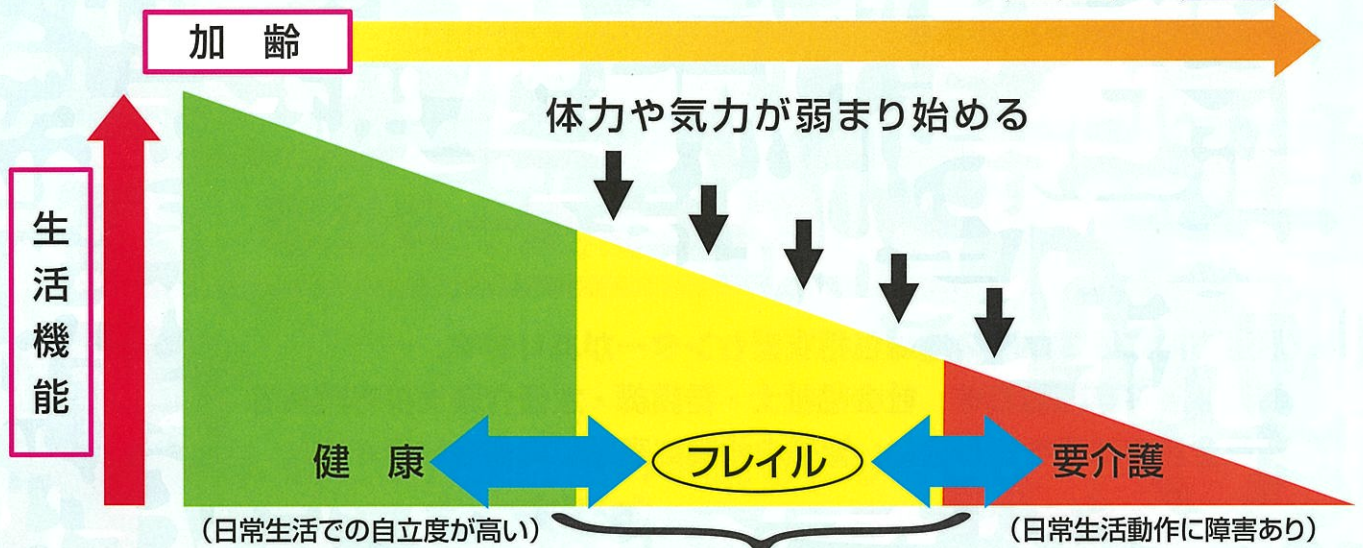 加齢
体力や気力が弱まり始める
生活機能
健康
フレイル
要介護
（日常生活での自立度が高い）
（日常生活動作に障害あり）